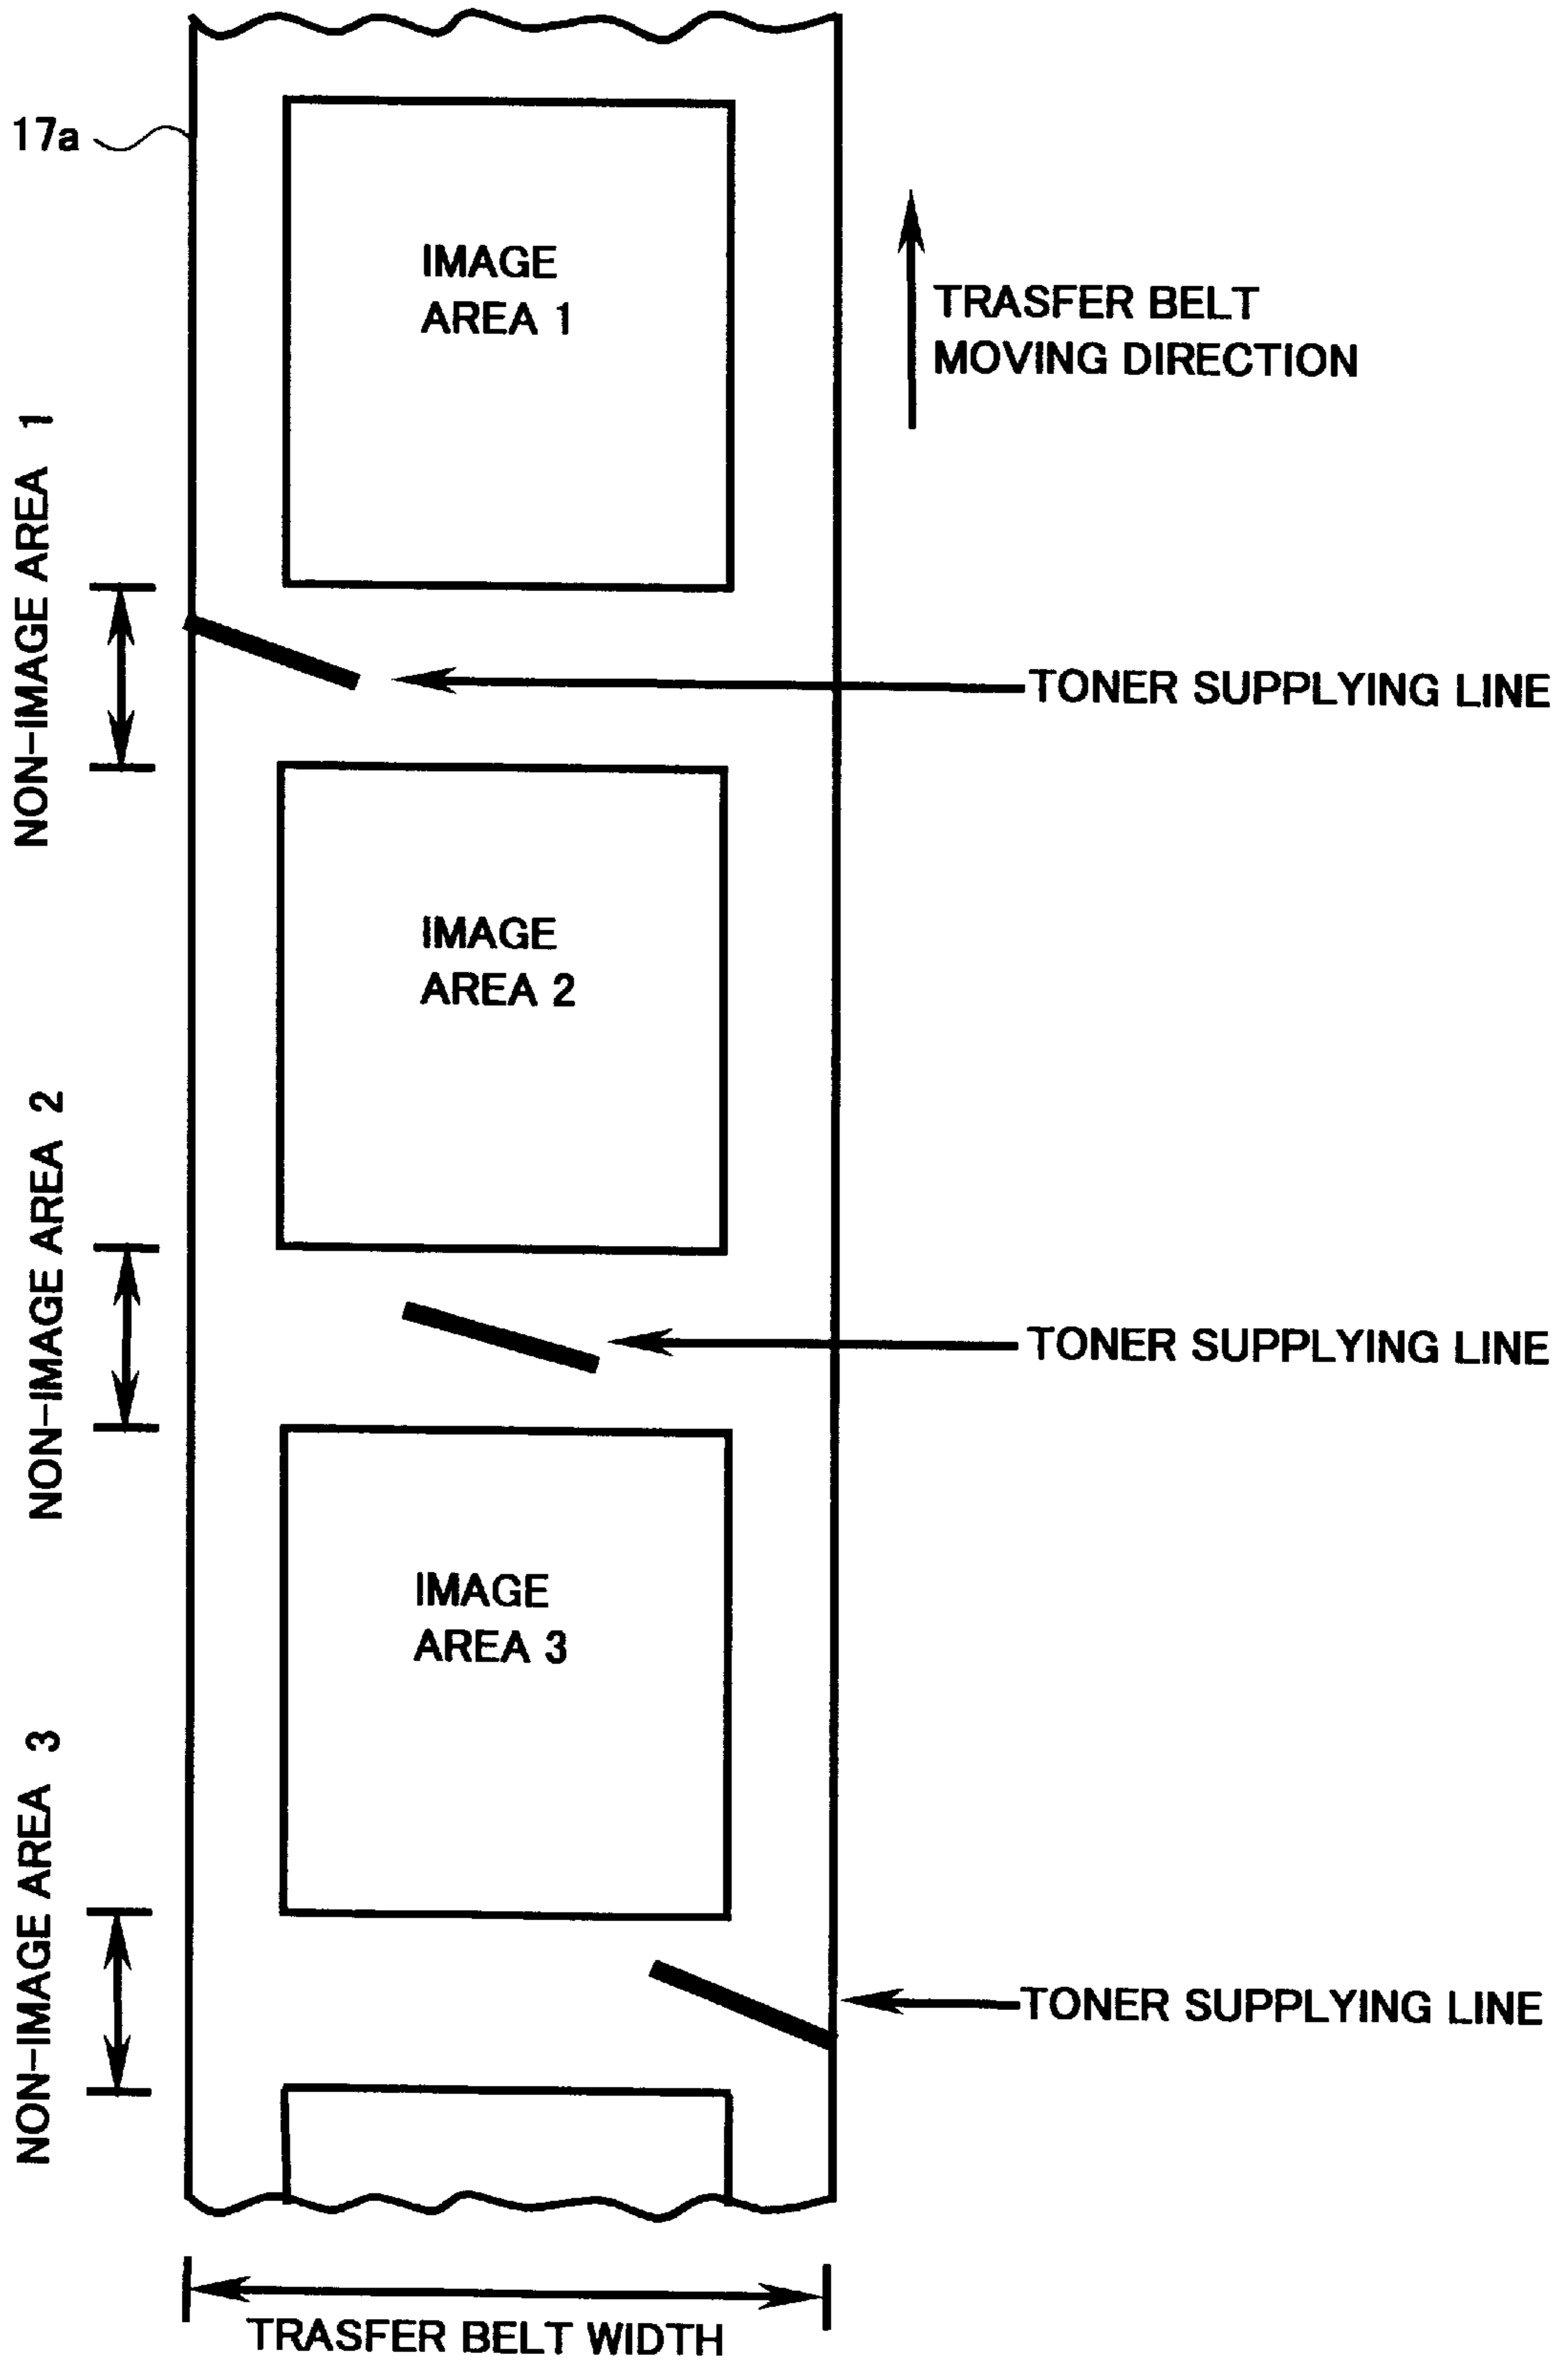 17a
IMAGE
AREA 1
TRASFER BELT
MOVING DIRECTION
NON-IMAGE AREA 1
TONER SUPPLYING LINE
IMAGE
AREA 2
NON-IMAGE AREA 2
TONER SUPPLYING LINE
IMAGE
AREA 3
NON-IMAGE AREA 3
TONER SUPPLYING LINE
TRASFER BELT WIDTH